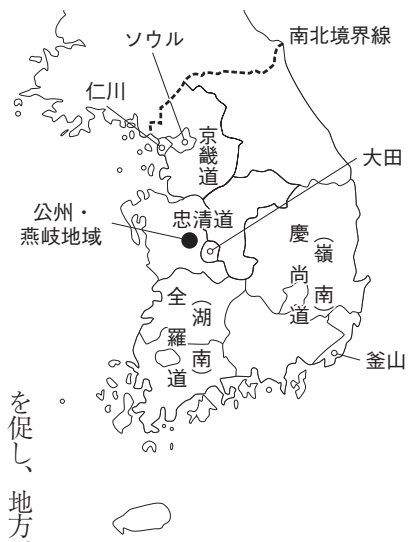 南北境界線
ソウル
仁川
京畿道
大田
公州・
燕岐地域
忠清道
慶尚道
(嶺南)
全羅道
(湖南)
釜山
を促し、地方